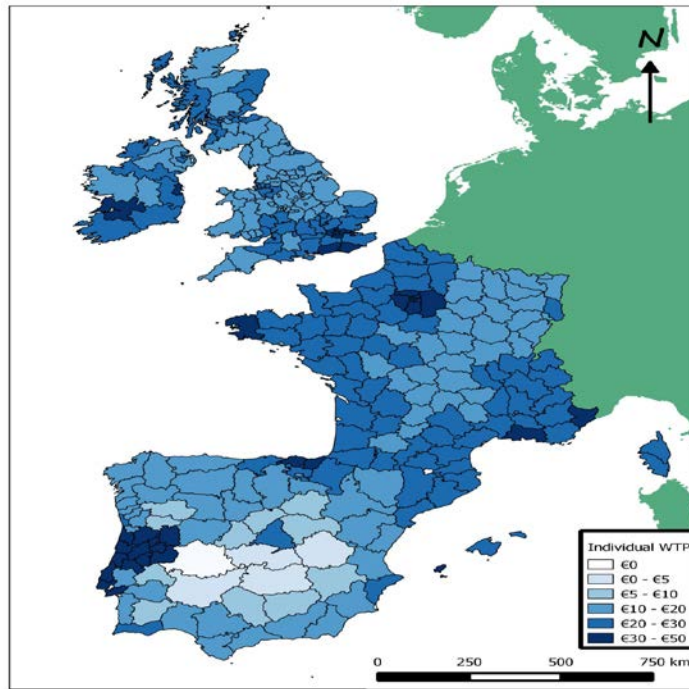 N
Individual WTP
€0
€0 - €5
€5 - €10
€10 - €20
€20 - €30
€30 - €50
0 250 500 750 km